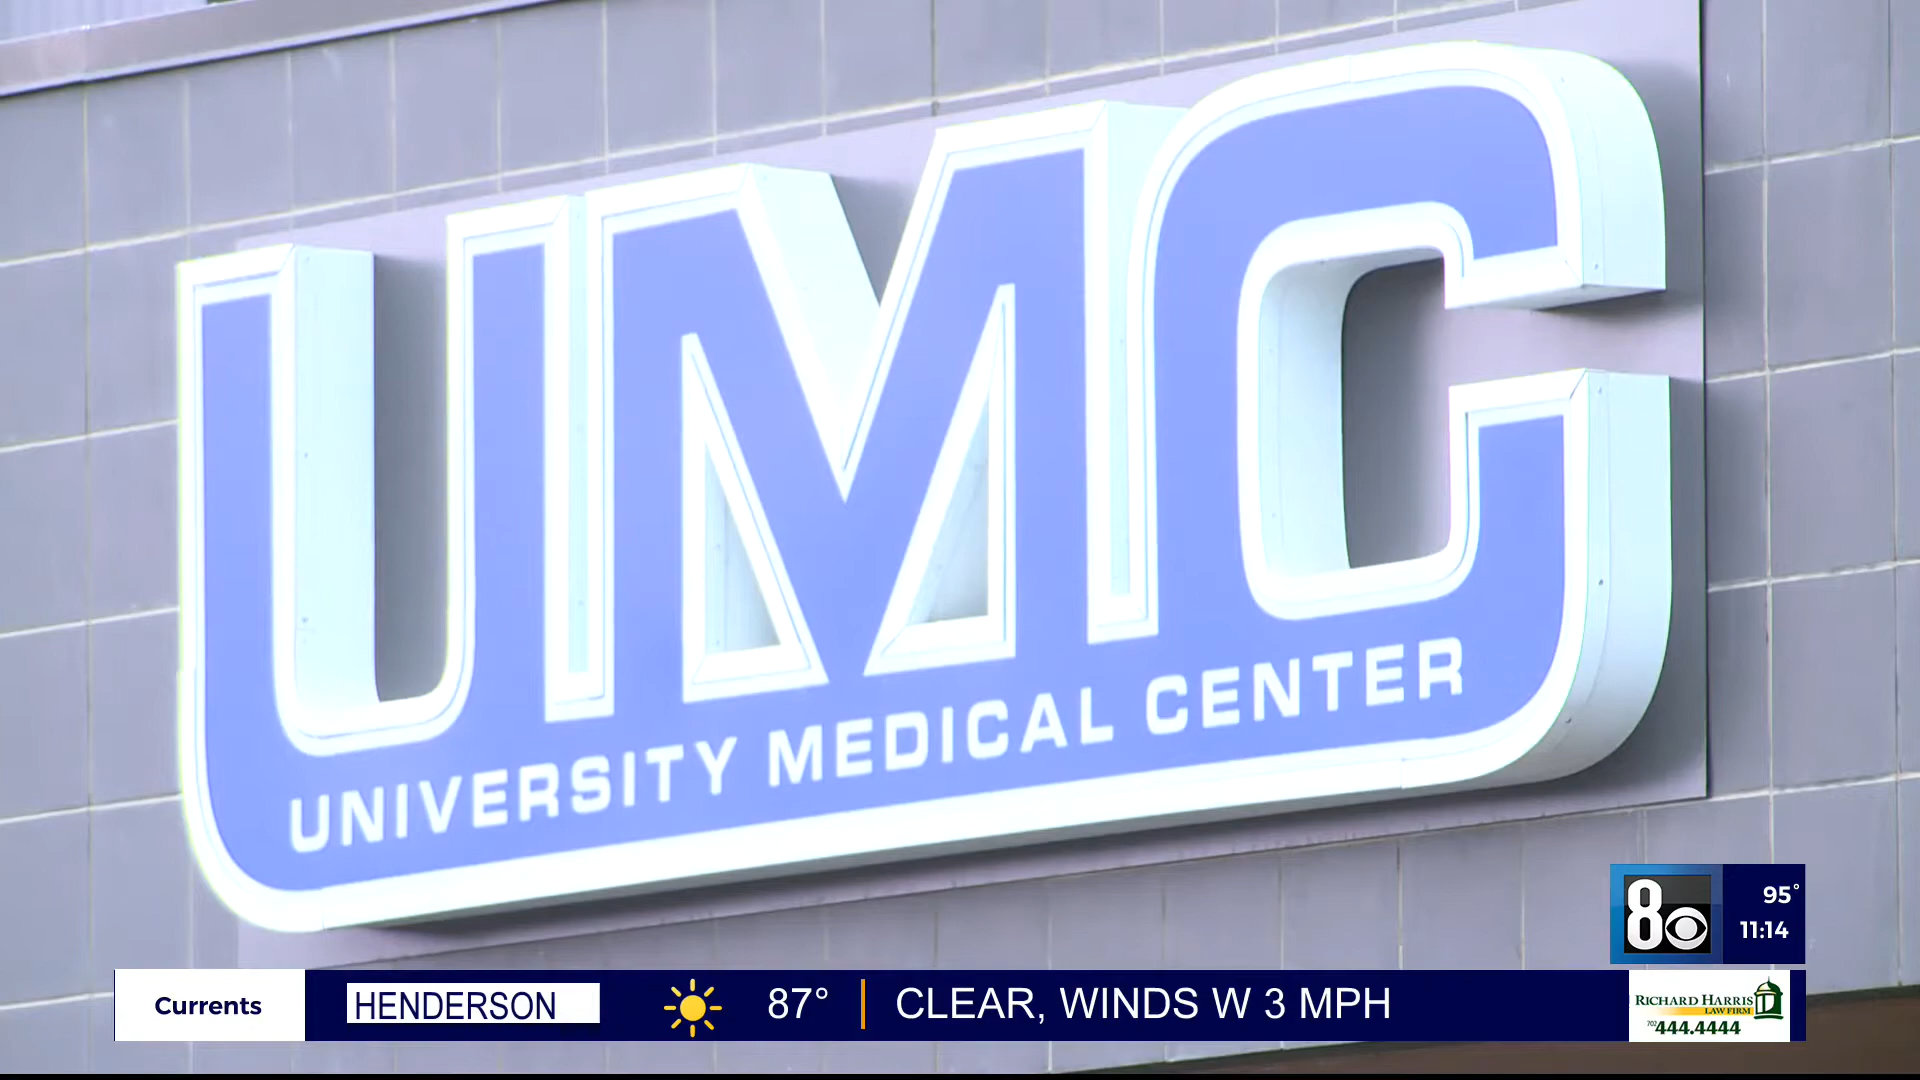 UMC
UNIVERSITY MEDICAL CENTER
8
95°
11:14
Currents
HENDERSON
87°
CLEAR, WINDS W 3 MPH
RICHARD HARRIS
LAW FIRM
702 444.4444